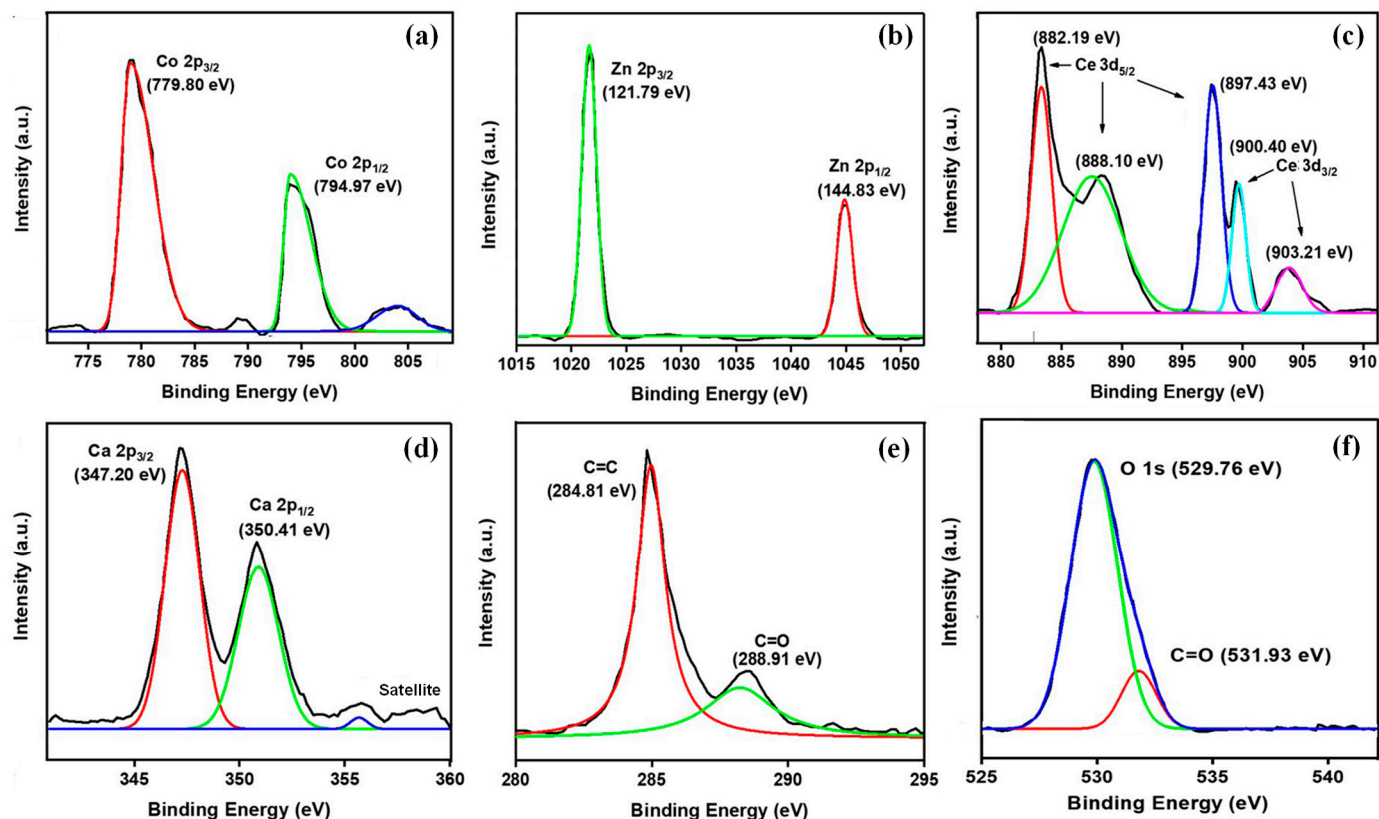 (a)
Co 2p3/2
(779.80 eV)
Co 2p1/2
(794.97 eV)
Intensity (a.u.)
775 780 785 790 795 800 805
Binding Energy (eV)
(b)
Zn 2p3/2
(121.79 eV)
Zn 2p1/2
(144.83 eV)
Intensity (a.u.)
1015 1020 1025 1030 1035 1040 1045 1050
Binding Energy (eV)
(c)
(882.19 eV)
Ce 3d5/2
(897.43 eV)
(888.10 eV)
(900.40 eV)
Ce 3d3/2
(903.21 eV)
Intensity (a.u.)
880 885 890 895 900 905 910
Binding Energy (eV)
(d)
Ca 2p3/2
(347.20 eV)
Ca 2p1/2
(350.41 eV)
Satellite
Intensity (a.u.)
345 350 355 360
Binding Energy (eV)
(e)
C=C
(284.81 eV)
C=O
(288.91 eV)
Intensity (a.u.)
280 285 290 295
Binding Energy (eV)
(f)
O 1s (529.76 eV)
C=O (531.93 eV)
Intensity (a.u.)
525 530 535 540
Binding Energy (eV)